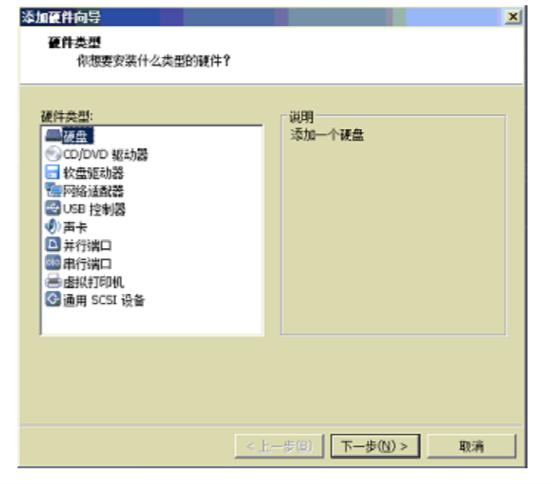 添加硬件向导
硬件类型
你想要安装什么类型的硬件?
硬件类型:
硬盘
CD/DVD 驱动器
软盘驱动器
网络适配器
USB 控制器
声卡
并行端口
串行端口
虚拟打印机
通用 SCSI 设备
说明
添加一个硬盘
< 上一步(B)
下一步(N) >
取消